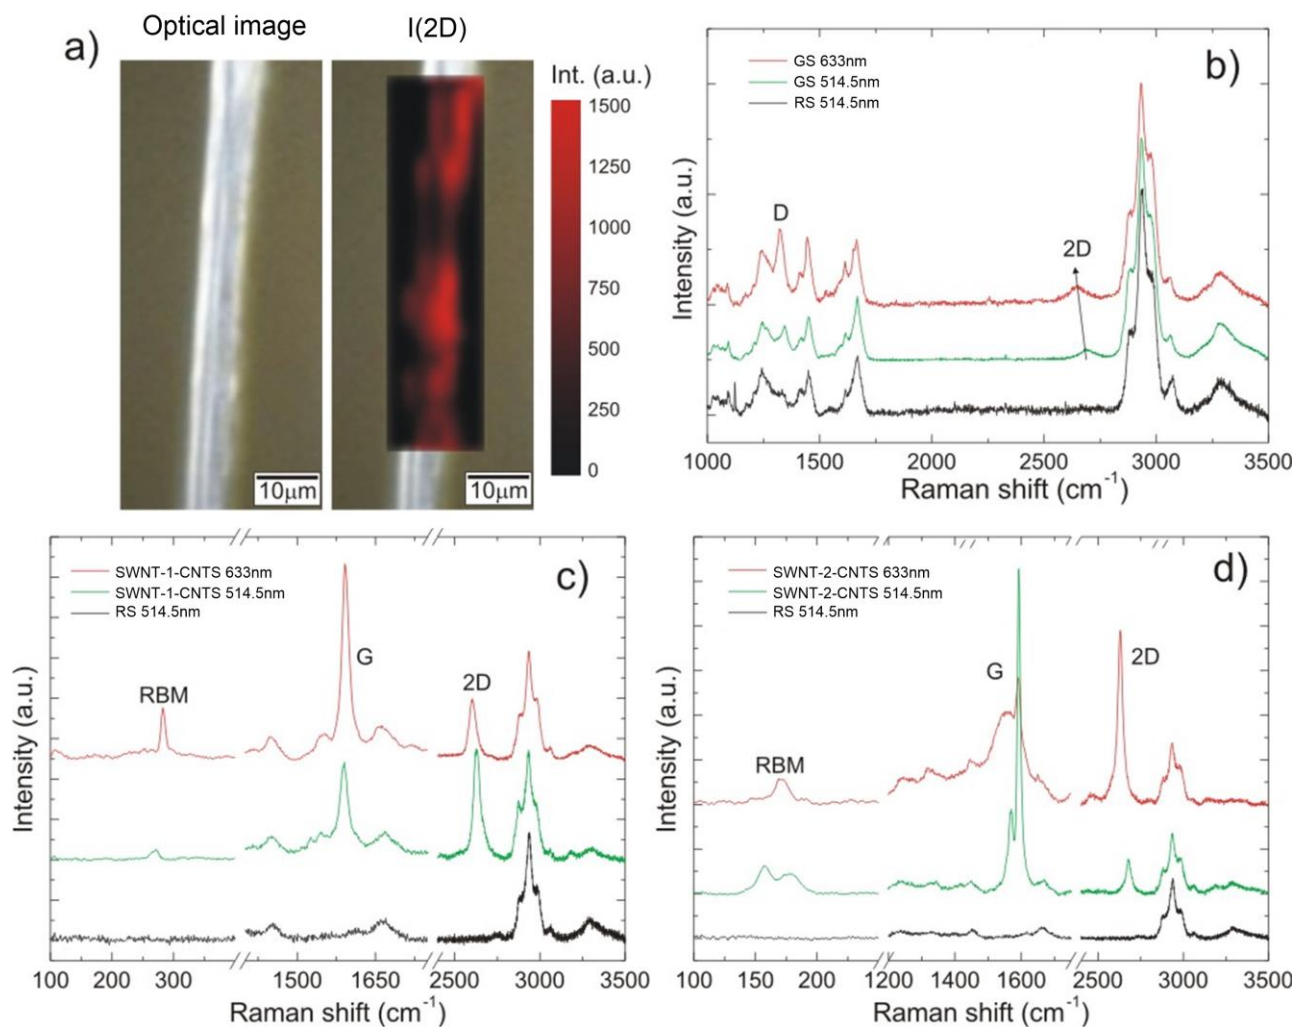 Optical image
I(2D)
a)
Int. (a.u.)
1500
1250
1000
750
500
250
0
10μm
10μm
b)
GS 633nm
GS 514.5nm
RS 514.5nm
D
2D
Intensity (a.u.)
1000 1500 2000 2500 3000 3500
Raman shift (cm⁻¹)
c)
SWNT-1-CNTS 633nm
SWNT-1-CNTS 514.5nm
RS 514.5nm
RBM
G
2D
Intensity (a.u.)
100 200 300 1500 1650 2500 3000 3500
Raman shift (cm⁻¹)
d)
SWNT-2-CNTS 633nm
SWNT-2-CNTS 514.5nm
RS 514.5nm
RBM
G
2D
Intensity (a.u.)
100 150 200 1200 1400 1600 2500 3000 3500
Raman shift (cm⁻¹)